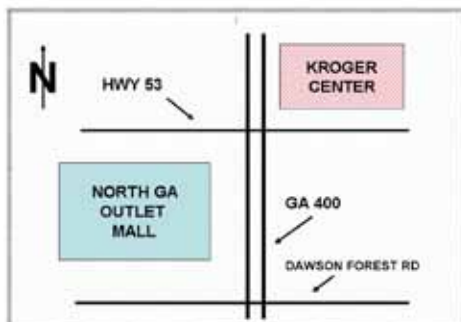 N
KROGER
CENTER
HWY 53
NORTH GA
OUTLET
MALL
GA 400
DAWSON FOREST RD